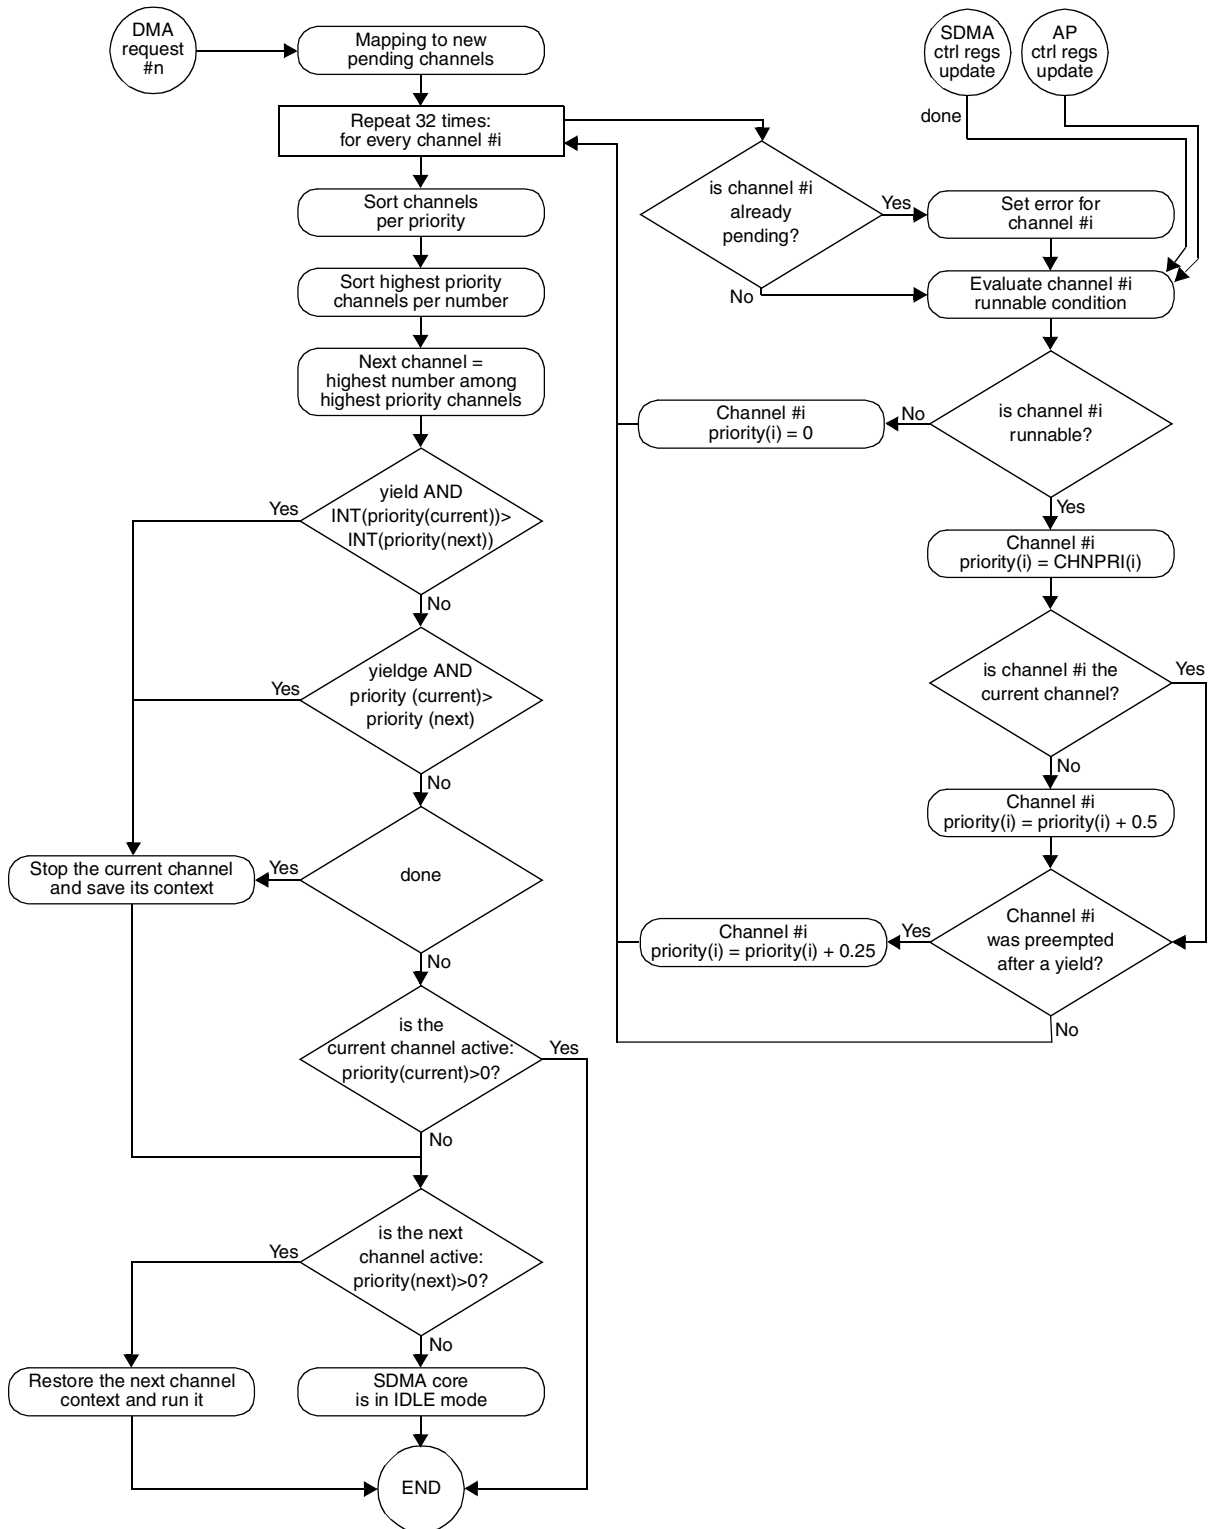 DMA
request
#n
Mapping to new
pending channels
SDMA
ctrl regs
update
AP
ctrl regs
update
done
Repeat 32 times:
for every channel #i
is channel #i
already
pending?
Yes
Set error for
channel #i
No
Sort channels
per priority
Evaluate channel #i
runnable condition
Sort highest priority
channels per number
Next channel =
highest number among
highest priority channels
is channel #i
runnable?
No
Channel #i
priority(i) = 0
Yes
Channel #i
priority(i) = CHNPRI(i)
yield AND
INT(priority(current))>
INT(priority(next))
Yes
No
is channel #i the
current channel?
Yes
No
yieldge AND
priority (current)>
priority (next)
Yes
No
Channel #i
priority(i) = priority(i) + 0.5
done
Yes
Stop the current channel
and save its context
No
Channel #i
was preempted
after a yield?
Yes
Channel #i
priority(i) = priority(i) + 0.25
No
is the
current channel active:
priority(current)>0?
Yes
No
is the next
channel active:
priority(next)>0?
Yes
No
Restore the next channel
context and run it
SDMA core
is in IDLE mode
END